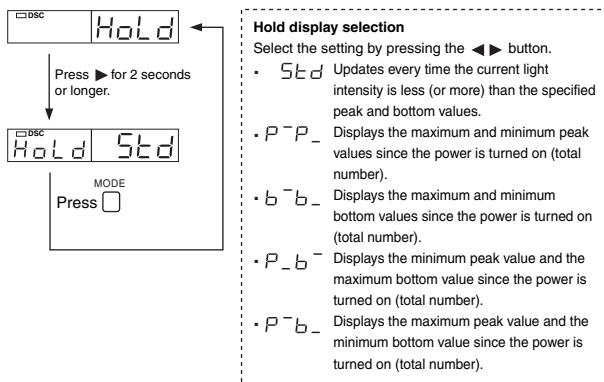 DSC
HoLd
Press ▶ for 2 seconds
or longer.
DSC
HoLd Std
MODE
Press
Hold display selection
Select the setting by pressing the ◀▶ button.
• Std Updates every time the current light
intensity is less (or more) than the specified
peak and bottom values.
• P‾P_ Displays the maximum and minimum peak
values since the power is turned on (total
number).
• b‾b_ Displays the maximum and minimum
bottom values since the power is turned on
(total number).
• P_b‾ Displays the minimum peak value and the
maximum bottom value since the power is
turned on (total number).
• P‾b_ Displays the maximum peak value and the
minimum bottom value since the power is
turned on (total number).